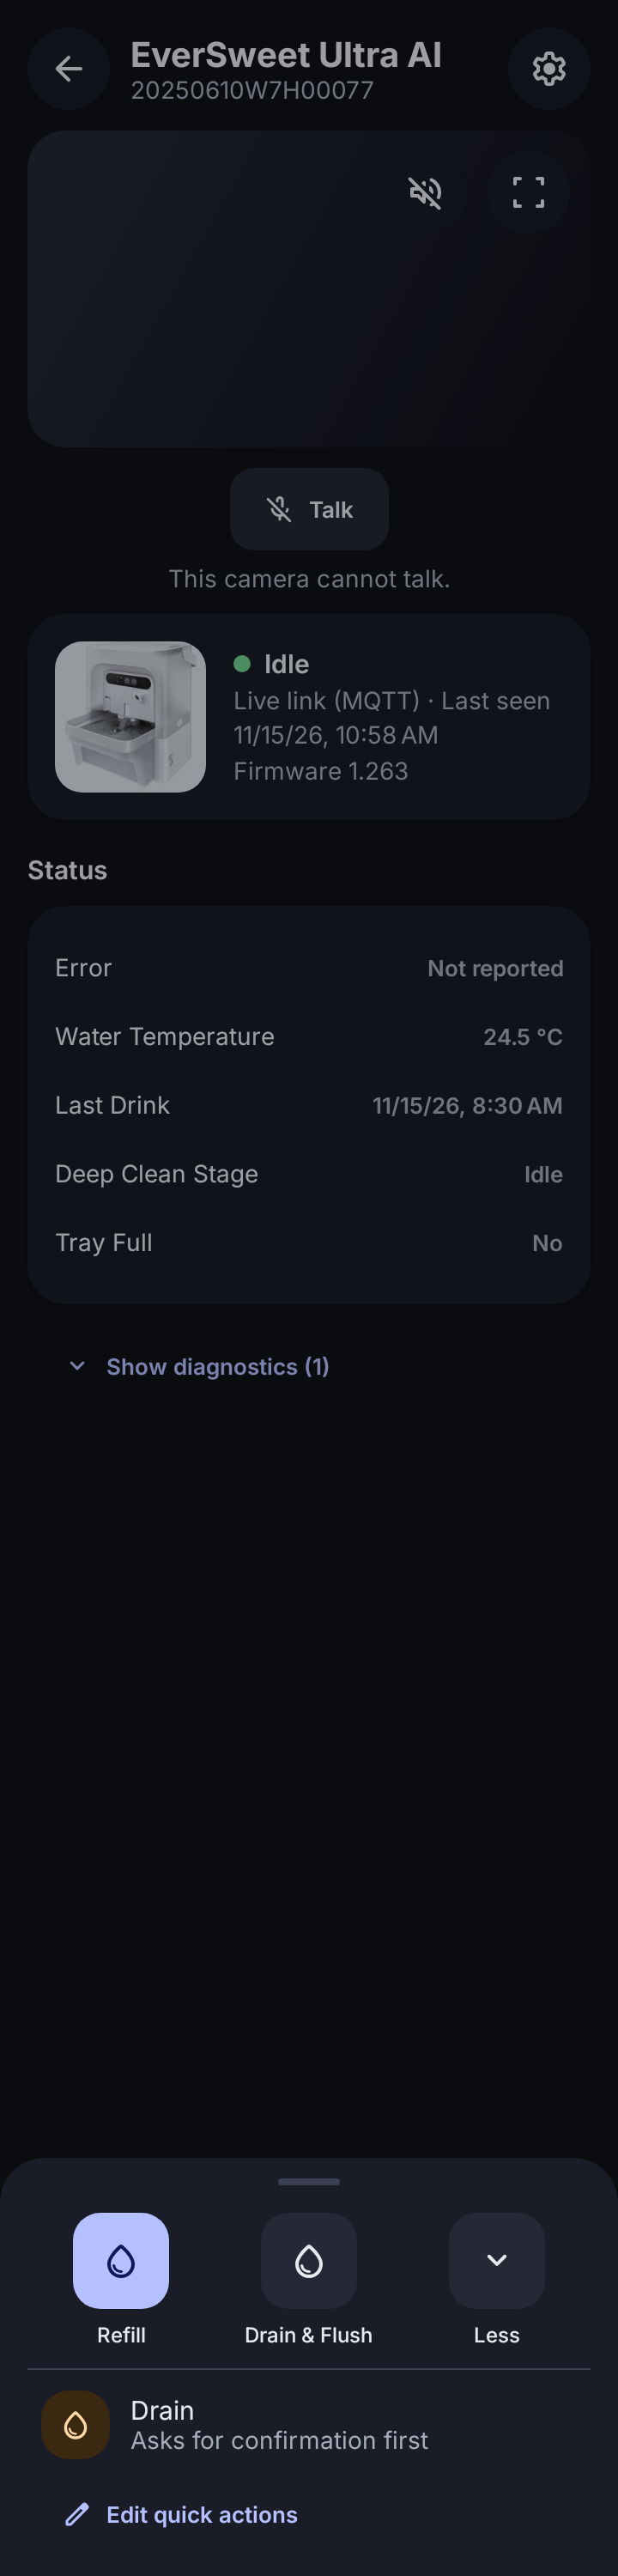 EverSweet Ultra AI
20250610W7H00077
Talk
This camera cannot talk.
Idle
Live link (MQTT) · Last seen
11/15/26, 10:58 AM
Firmware 1.263
Status
Error Not reported
Water Temperature 24.5 °C
Last Drink 11/15/26, 8:30 AM
Deep Clean Stage Idle
Tray Full No
Show diagnostics (1)
Refill Drain & Flush Less
Drain
Asks for confirmation first
Edit quick actions